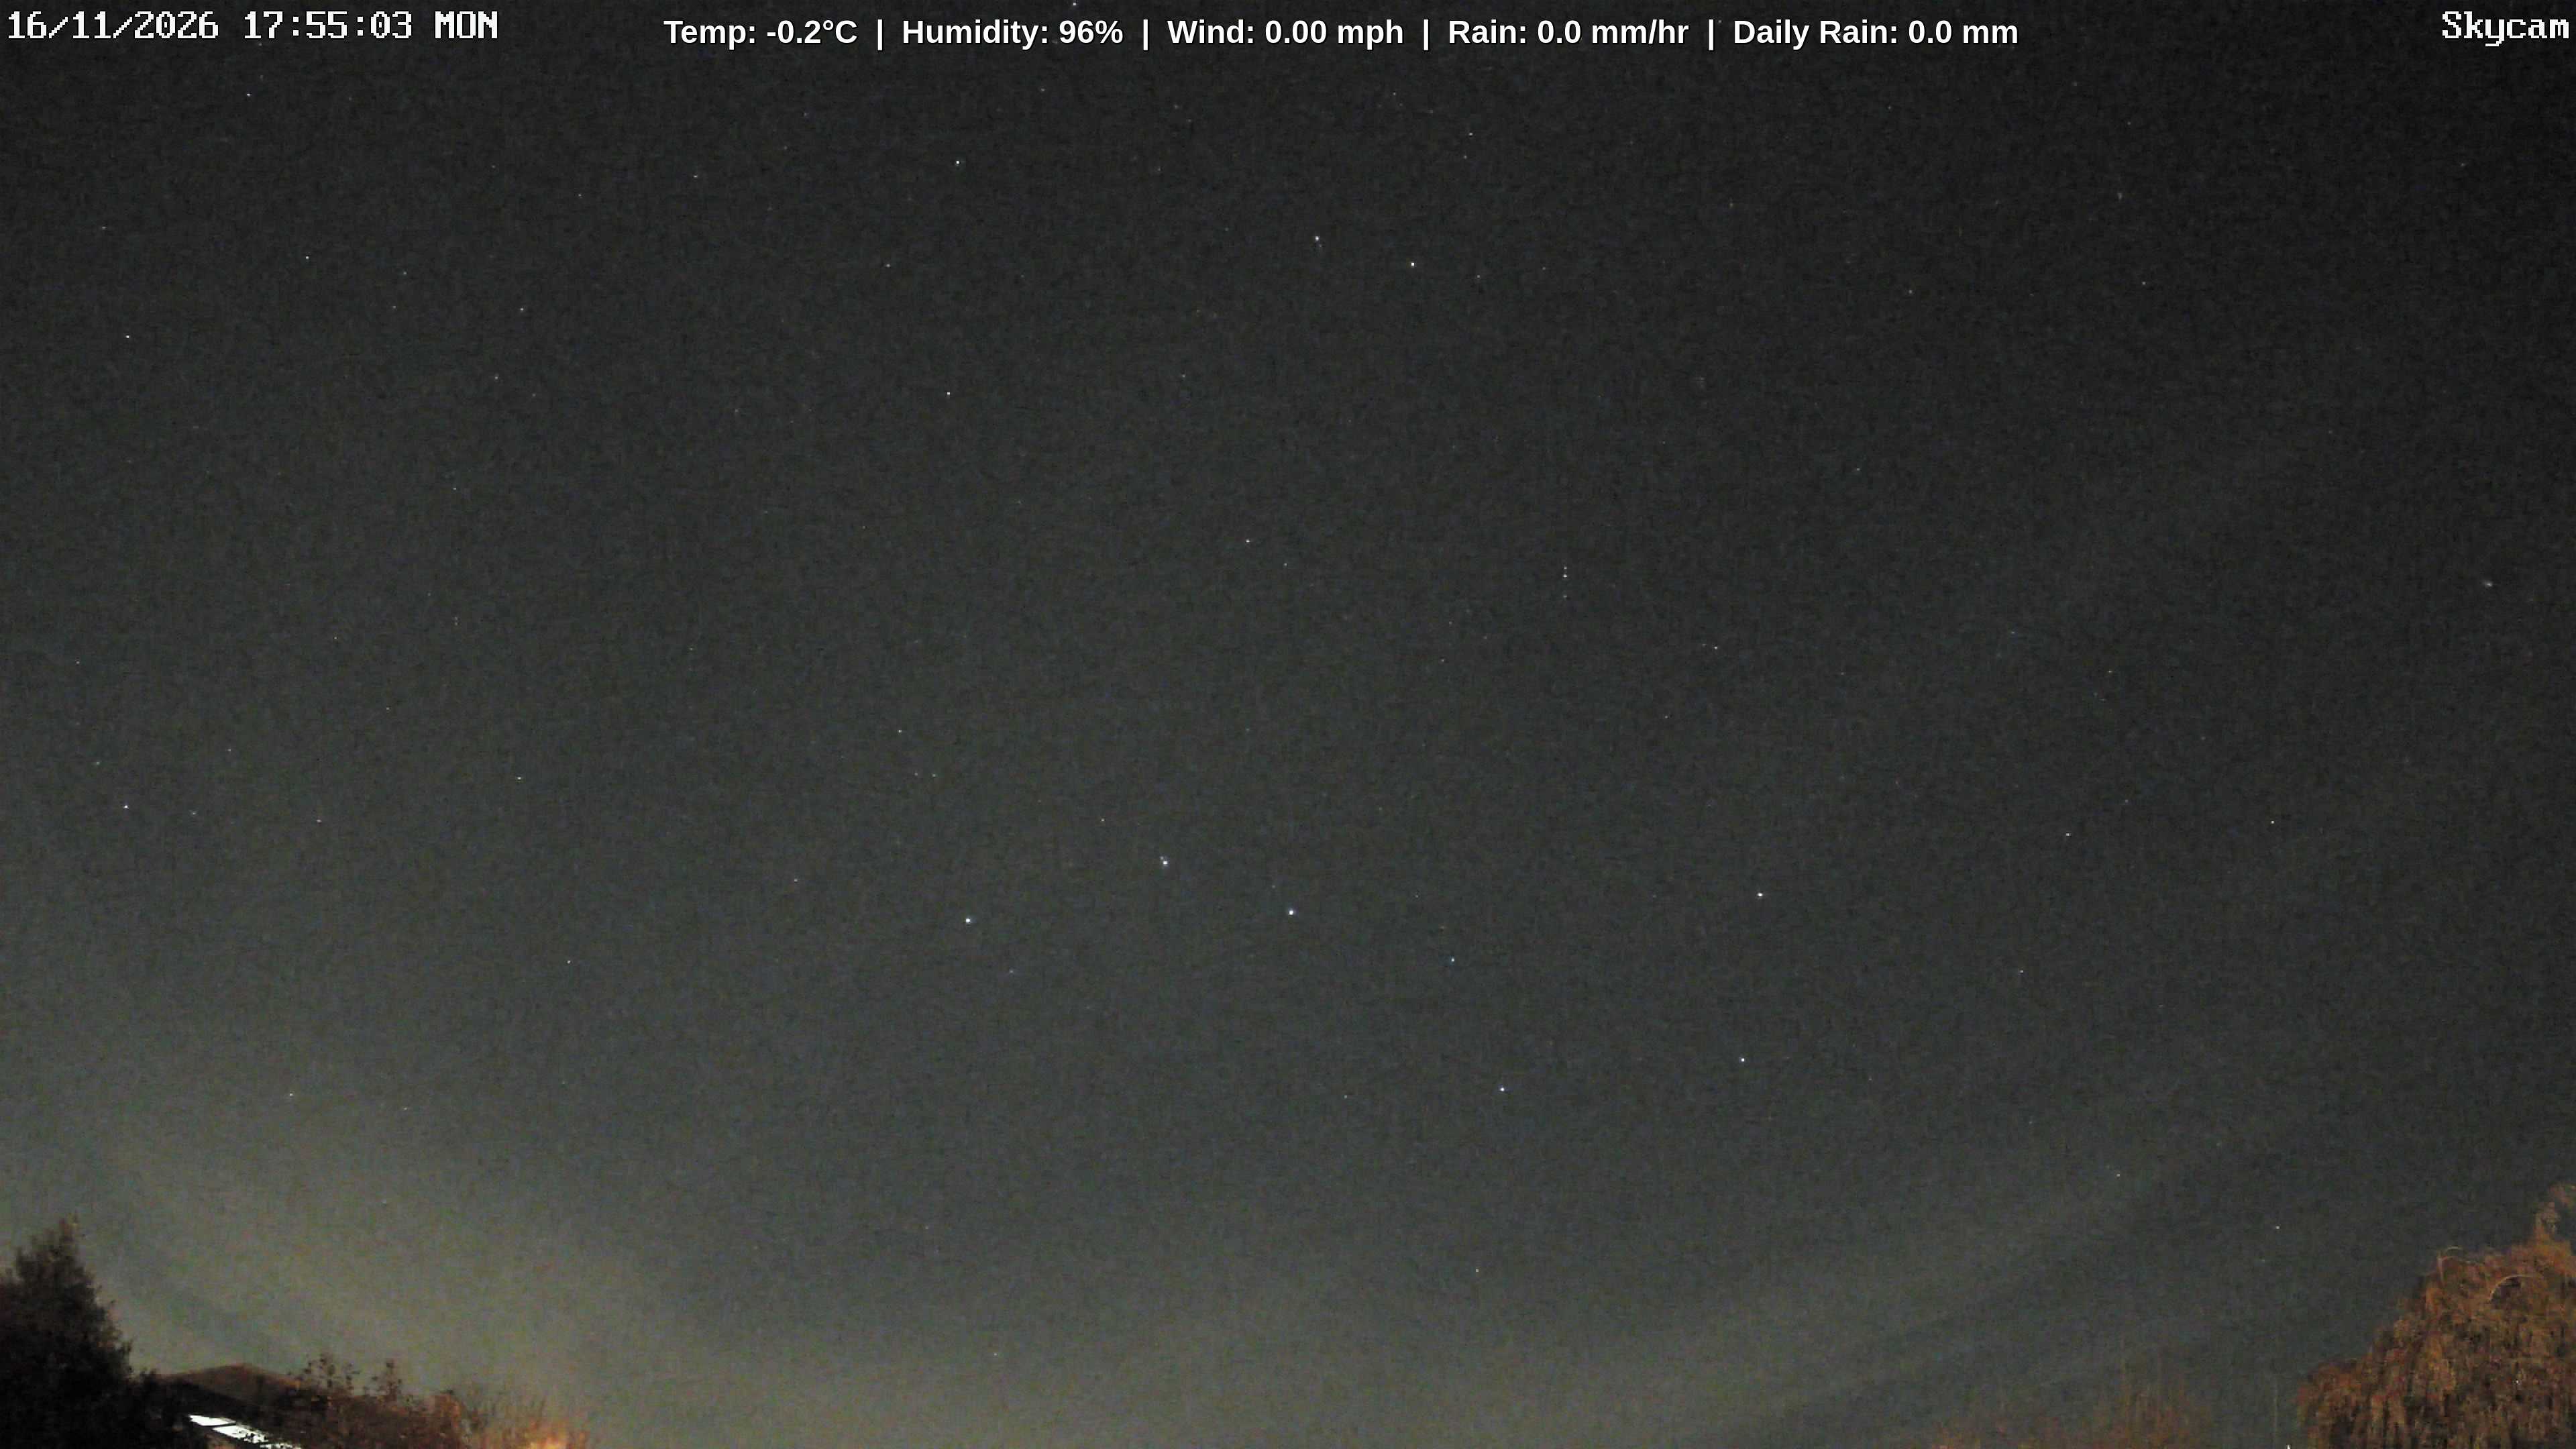 16/11/2026 17:55:03 MON
Temp: -0.2°C | Humidity: 96% | Wind: 0.00 mph | Rain: 0.0 mm/hr | Daily Rain: 0.0 mm
Skycam